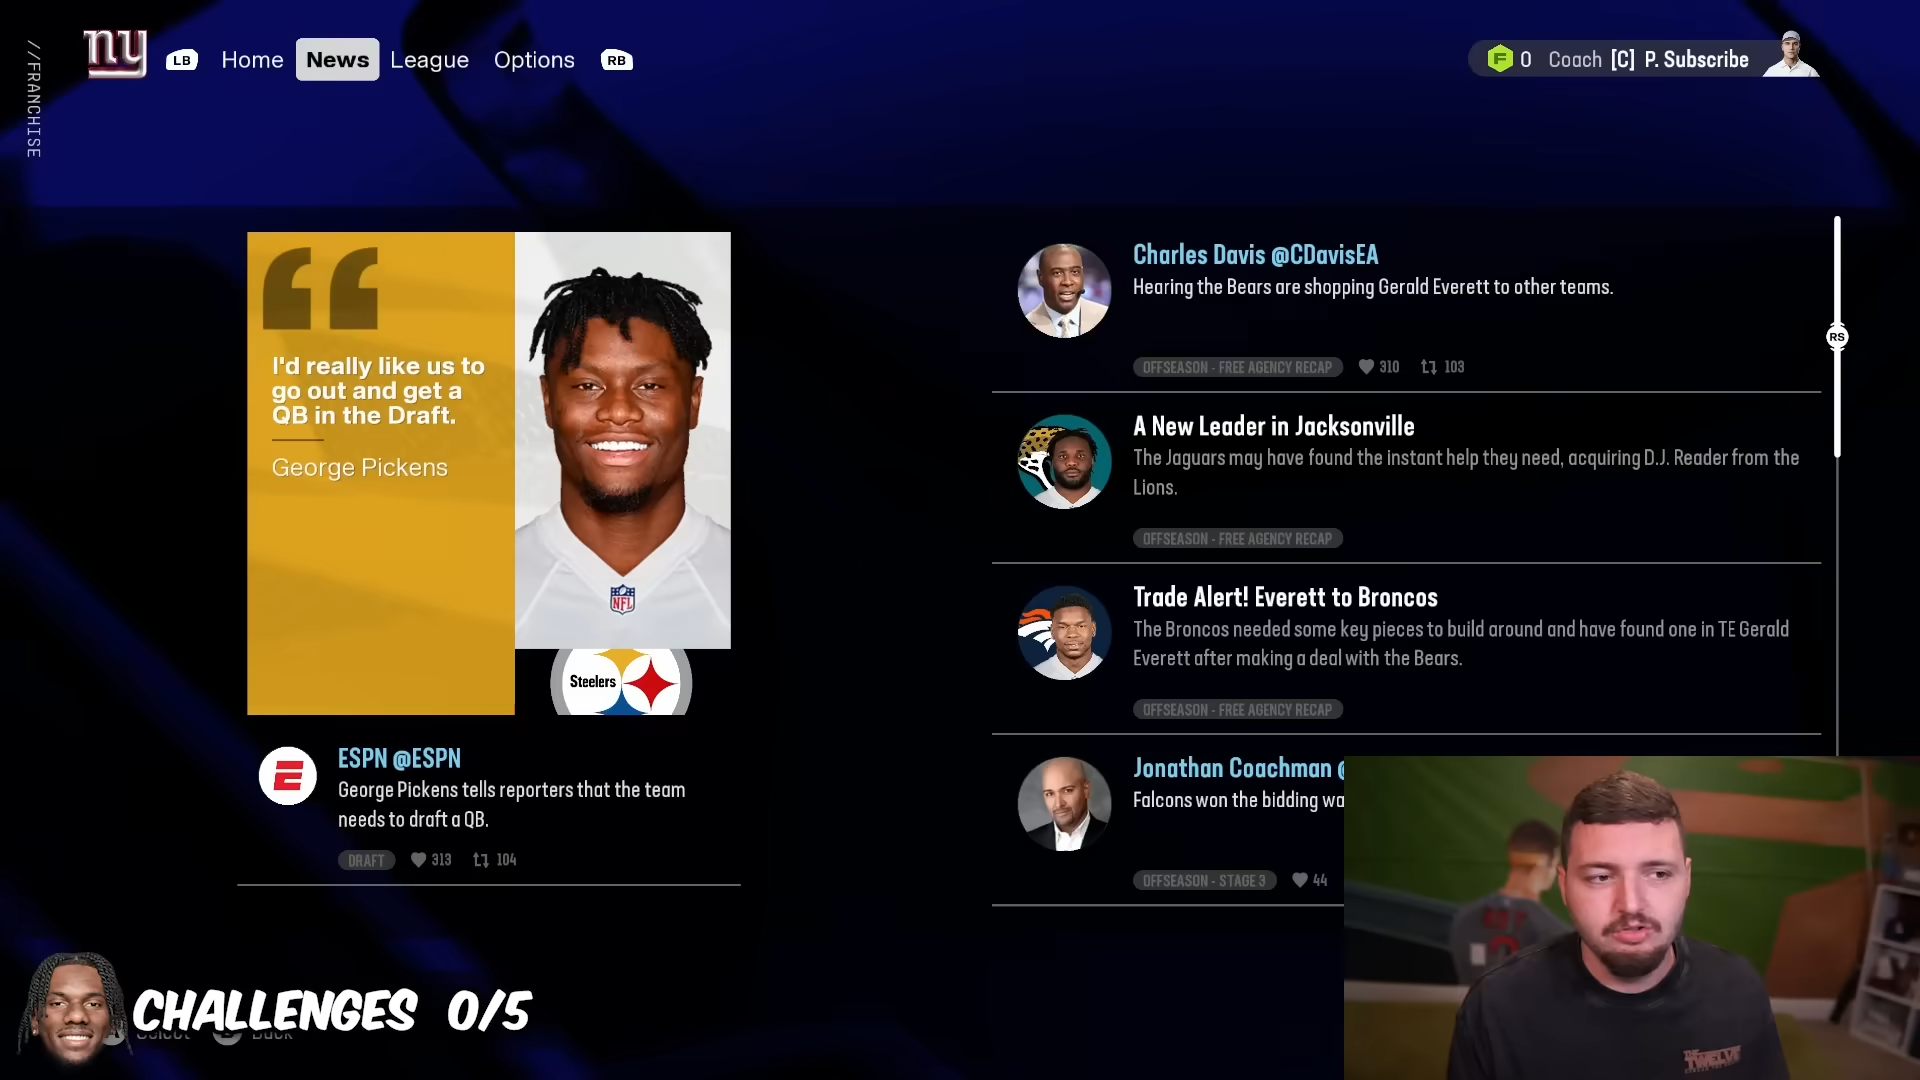 //FRANCHISE
ny
LB
Home
News
League
Options
RB
F 0
Coach [C] P. Subscribe
“
I'd really like us to
go out and get a
QB in the Draft.
George Pickens
NFL
Steelers
ESPN @ESPN
George Pickens tells reporters that the team
needs to draft a QB.
DRAFT
313
104
Charles Davis @CDavisEA
Hearing the Bears are shopping Gerald Everett to other teams.
OFFSEASON - FREE AGENCY RECAP
310
103
RS
A New Leader in Jacksonville
The Jaguars may have found the instant help they need, acquiring D.J. Reader from the
Lions.
OFFSEASON - FREE AGENCY RECAP
Trade Alert! Everett to Broncos
The Broncos needed some key pieces to build around and have found one in TE Gerald
Everett after making a deal with the Bears.
OFFSEASON - FREE AGENCY RECAP
Jonathan Coachman
Falcons won the bidding wa
OFFSEASON - STAGE 3
44
CHALLENGES 0/5
Select
Back
TWELVE